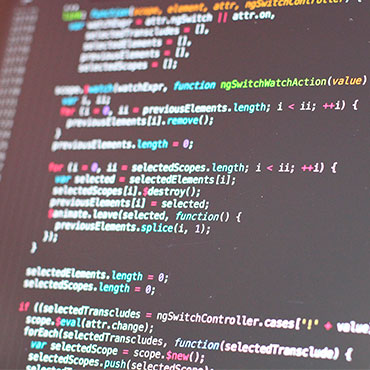 link: function(scope, element, attr, ngSwitchController) {
var watchExpr = attr.ngSwitch || attr.on,
selectedTranscludes = [],
selectedElements = [],
previousElements = [],
selectedScopes = [];
scope.$watch(watchExpr, function ngSwitchWatchAction(value)
var i, ii;
for (i = 0, ii = previousElements.length; i < ii; ++i) {
previousElements[i].remove();
}
previousElements.length = 0;
for (i = 0, ii = selectedScopes.length; i < ii; ++i) {
var selected = selectedElements[i];
selectedScopes[i].$destroy();
previousElements[i] = selected;
$animate.leave(selected, function() {
previousElements.splice(i, 1);
});
}
selectedElements.length = 0;
selectedScopes.length = 0;
if ((selectedTranscludes = ngSwitchController.cases['!' + value
scope.$eval(attr.change);
forEach(selectedTranscludes, function(selectedTransclude) {
var selectedScope = scope.$new();
selectedScopes.push(selectedScope